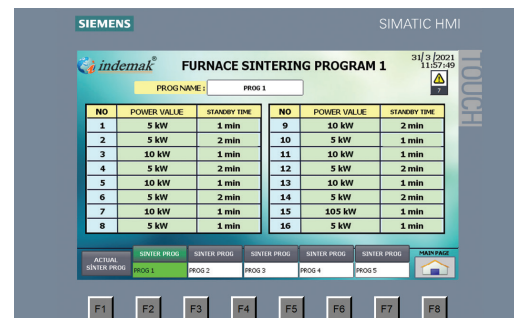 SIEMENS SIMATIC HMI
TOUCH
indemak® FURNACE SINTERING PROGRAM 1 31/ 3 /2021
11:57:49
PROG NAME : PROG 1 7
NO POWER VALUE STANDBY TIME NO POWER VALUE STANDBY TIME
1 5 kW 1 min 9 10 kW 2 min
2 5 kW 2 min 10 5 kW 1 min
3 10 kW 1 min 11 10 kW 1 min
4 5 kW 2 min 12 5 kW 2 min
5 10 kW 1 min 13 10 kW 1 min
6 5 kW 2 min 14 5 kW 2 min
7 10 kW 1 min 15 105 kW 1 min
8 5 kW 1 min 16 5 kW 1 min
ACTUAL SINTER PROG SINTER PROG SINTER PROG SINTER PROG SINTER PROG MAIN PAGE
SİNTER PROG PROG 1 PROG 2 PROG 3 PROG 4 PROG 5
F1 F2 F3 F4 F5 F6 F7 F8